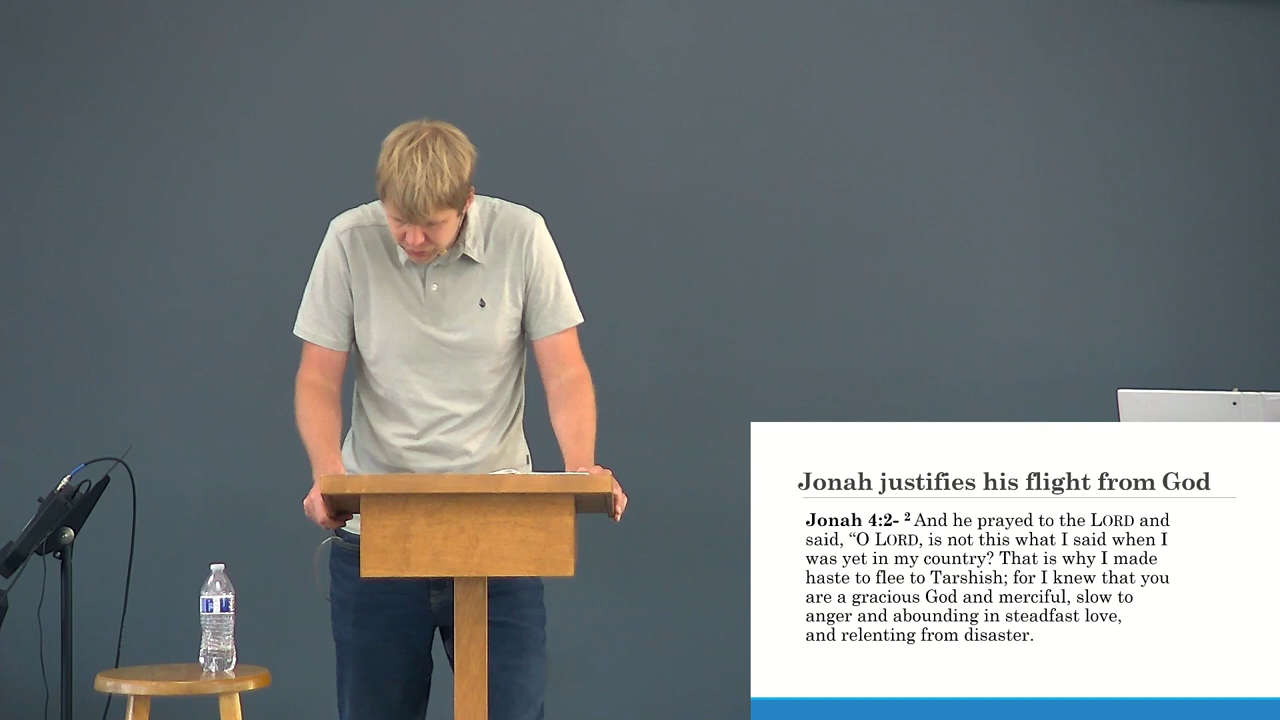 Jonah justifies his flight from God
Jonah 4:2- ² And he prayed to the LORD and
said, “O LORD, is not this what I said when I
was yet in my country? That is why I made
haste to flee to Tarshish; for I knew that you
are a gracious God and merciful, slow to
anger and abounding in steadfast love,
and relenting from disaster.